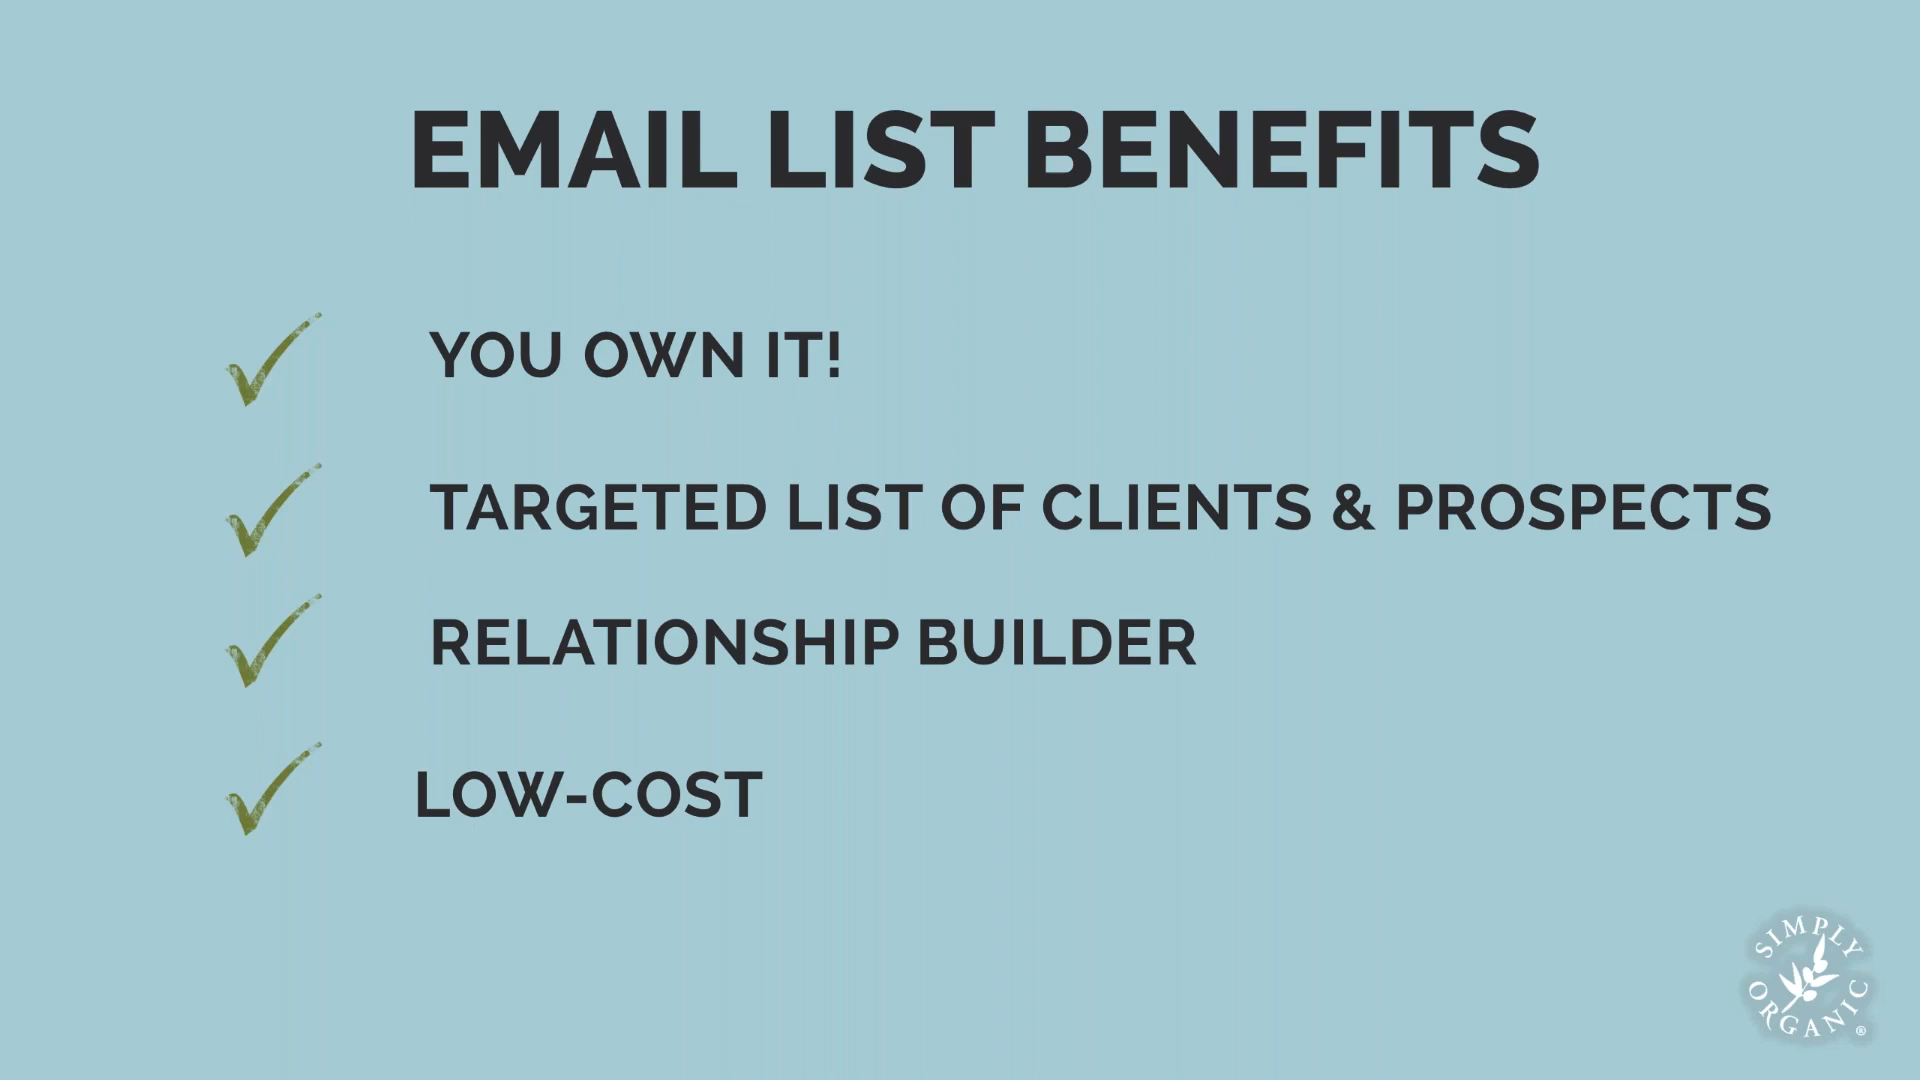 EMAIL LIST BENEFITS
YOU OWN IT!
TARGETED LIST OF CLIENTS & PROSPECTS
RELATIONSHIP BUILDER
LOW-COST
SIMPLY
ORGANIC
®